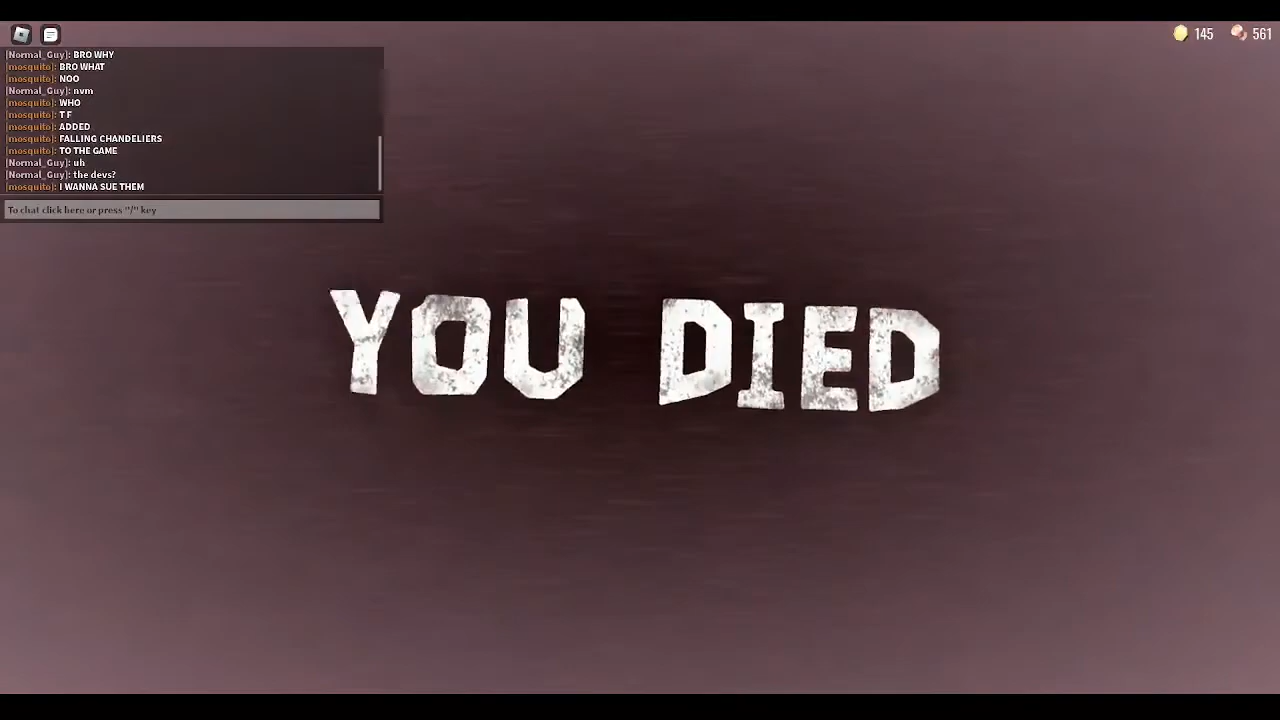 145 561
[Normal_Guy]: BRO WHY
[mosquito]: BRO WHAT
[mosquito]: NOO
[Normal_Guy]: nvm
[mosquito]: WHO
[mosquito]: T F
[mosquito]: ADDED
[mosquito]: FALLING CHANDELIERS
[mosquito]: TO THE GAME
[Normal_Guy]: uh
[Normal_Guy]: the devs?
[mosquito]: I WANNA SUE THEM
To chat click here or press "/" key
YOU DIED